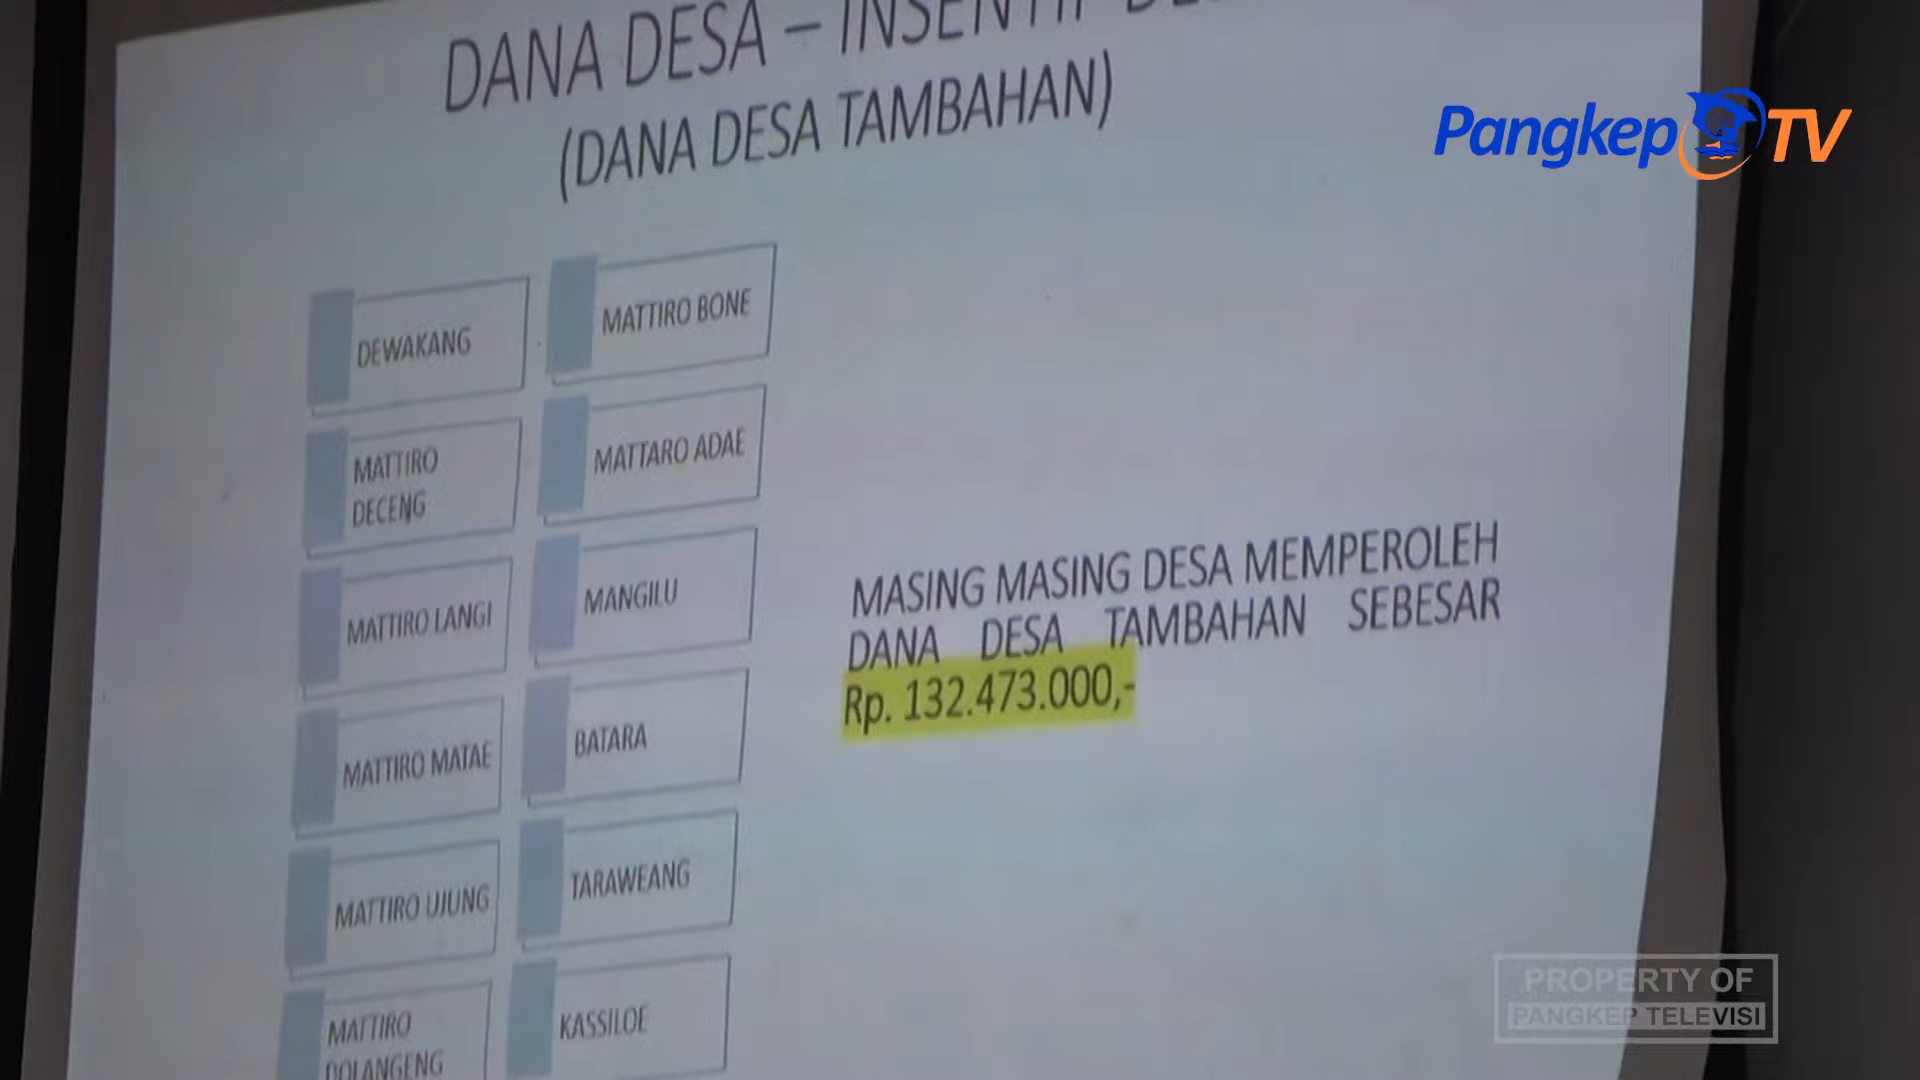 DANA DESA – INSENTIF
(DANA DESA TAMBAHAN)
Pangkep TV
DEWAKANG
MATTIRO BONE
MATTIRO
DECENG
MATTARO ADAE
MATTIRO LANGI
MANGILU
MATTIRO MATAE
BATARA
MATTIRO UJUNG
TARAWEANG
MATTIRO
DOLANGENG
KASSILOE
MASING MASING DESA MEMPEROLEH
DANA DESA TAMBAHAN SEBESAR
Rp. 132.473.000,-
PROPERTY OF
PANGKEP TELEVISI